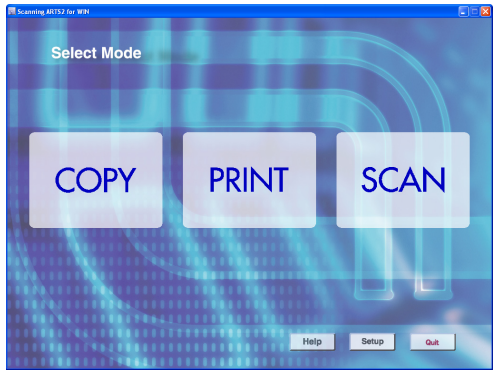 Scanning ARTS2 for WIN
Select Mode
COPY PRINT SCAN
Help Setup Quit